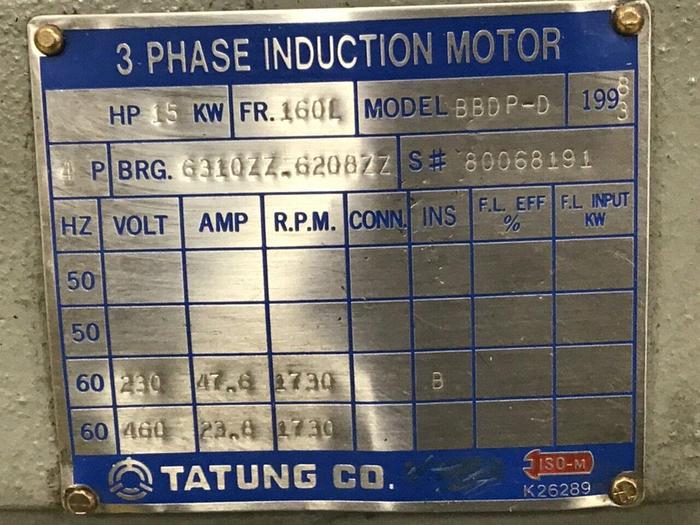 3 PHASE INDUCTION MOTOR
HP 15 KW FR. 160L MODEL BBDP-D 199
4 P BRG. 6310ZZ.6208ZZ S# 80068191
HZ VOLT AMP R.P.M. CONN. INS F.L. EFF % F.L. INPUT KW
50
50
60 230 47.6 1730 B
60 460 23.8 1730
TATUNG CO. ISO-M
K26289